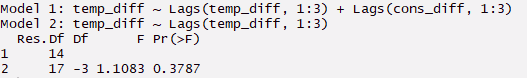 Model 1: temp_diff ~ Lags(temp_diff, 1:3) + Lags(cons_diff, 1:3)
Model 2: temp_diff ~ Lags(temp_diff, 1:3)
  Res.Df Df      F Pr(>F)
1     14
2     17 -3 1.1083 0.3787